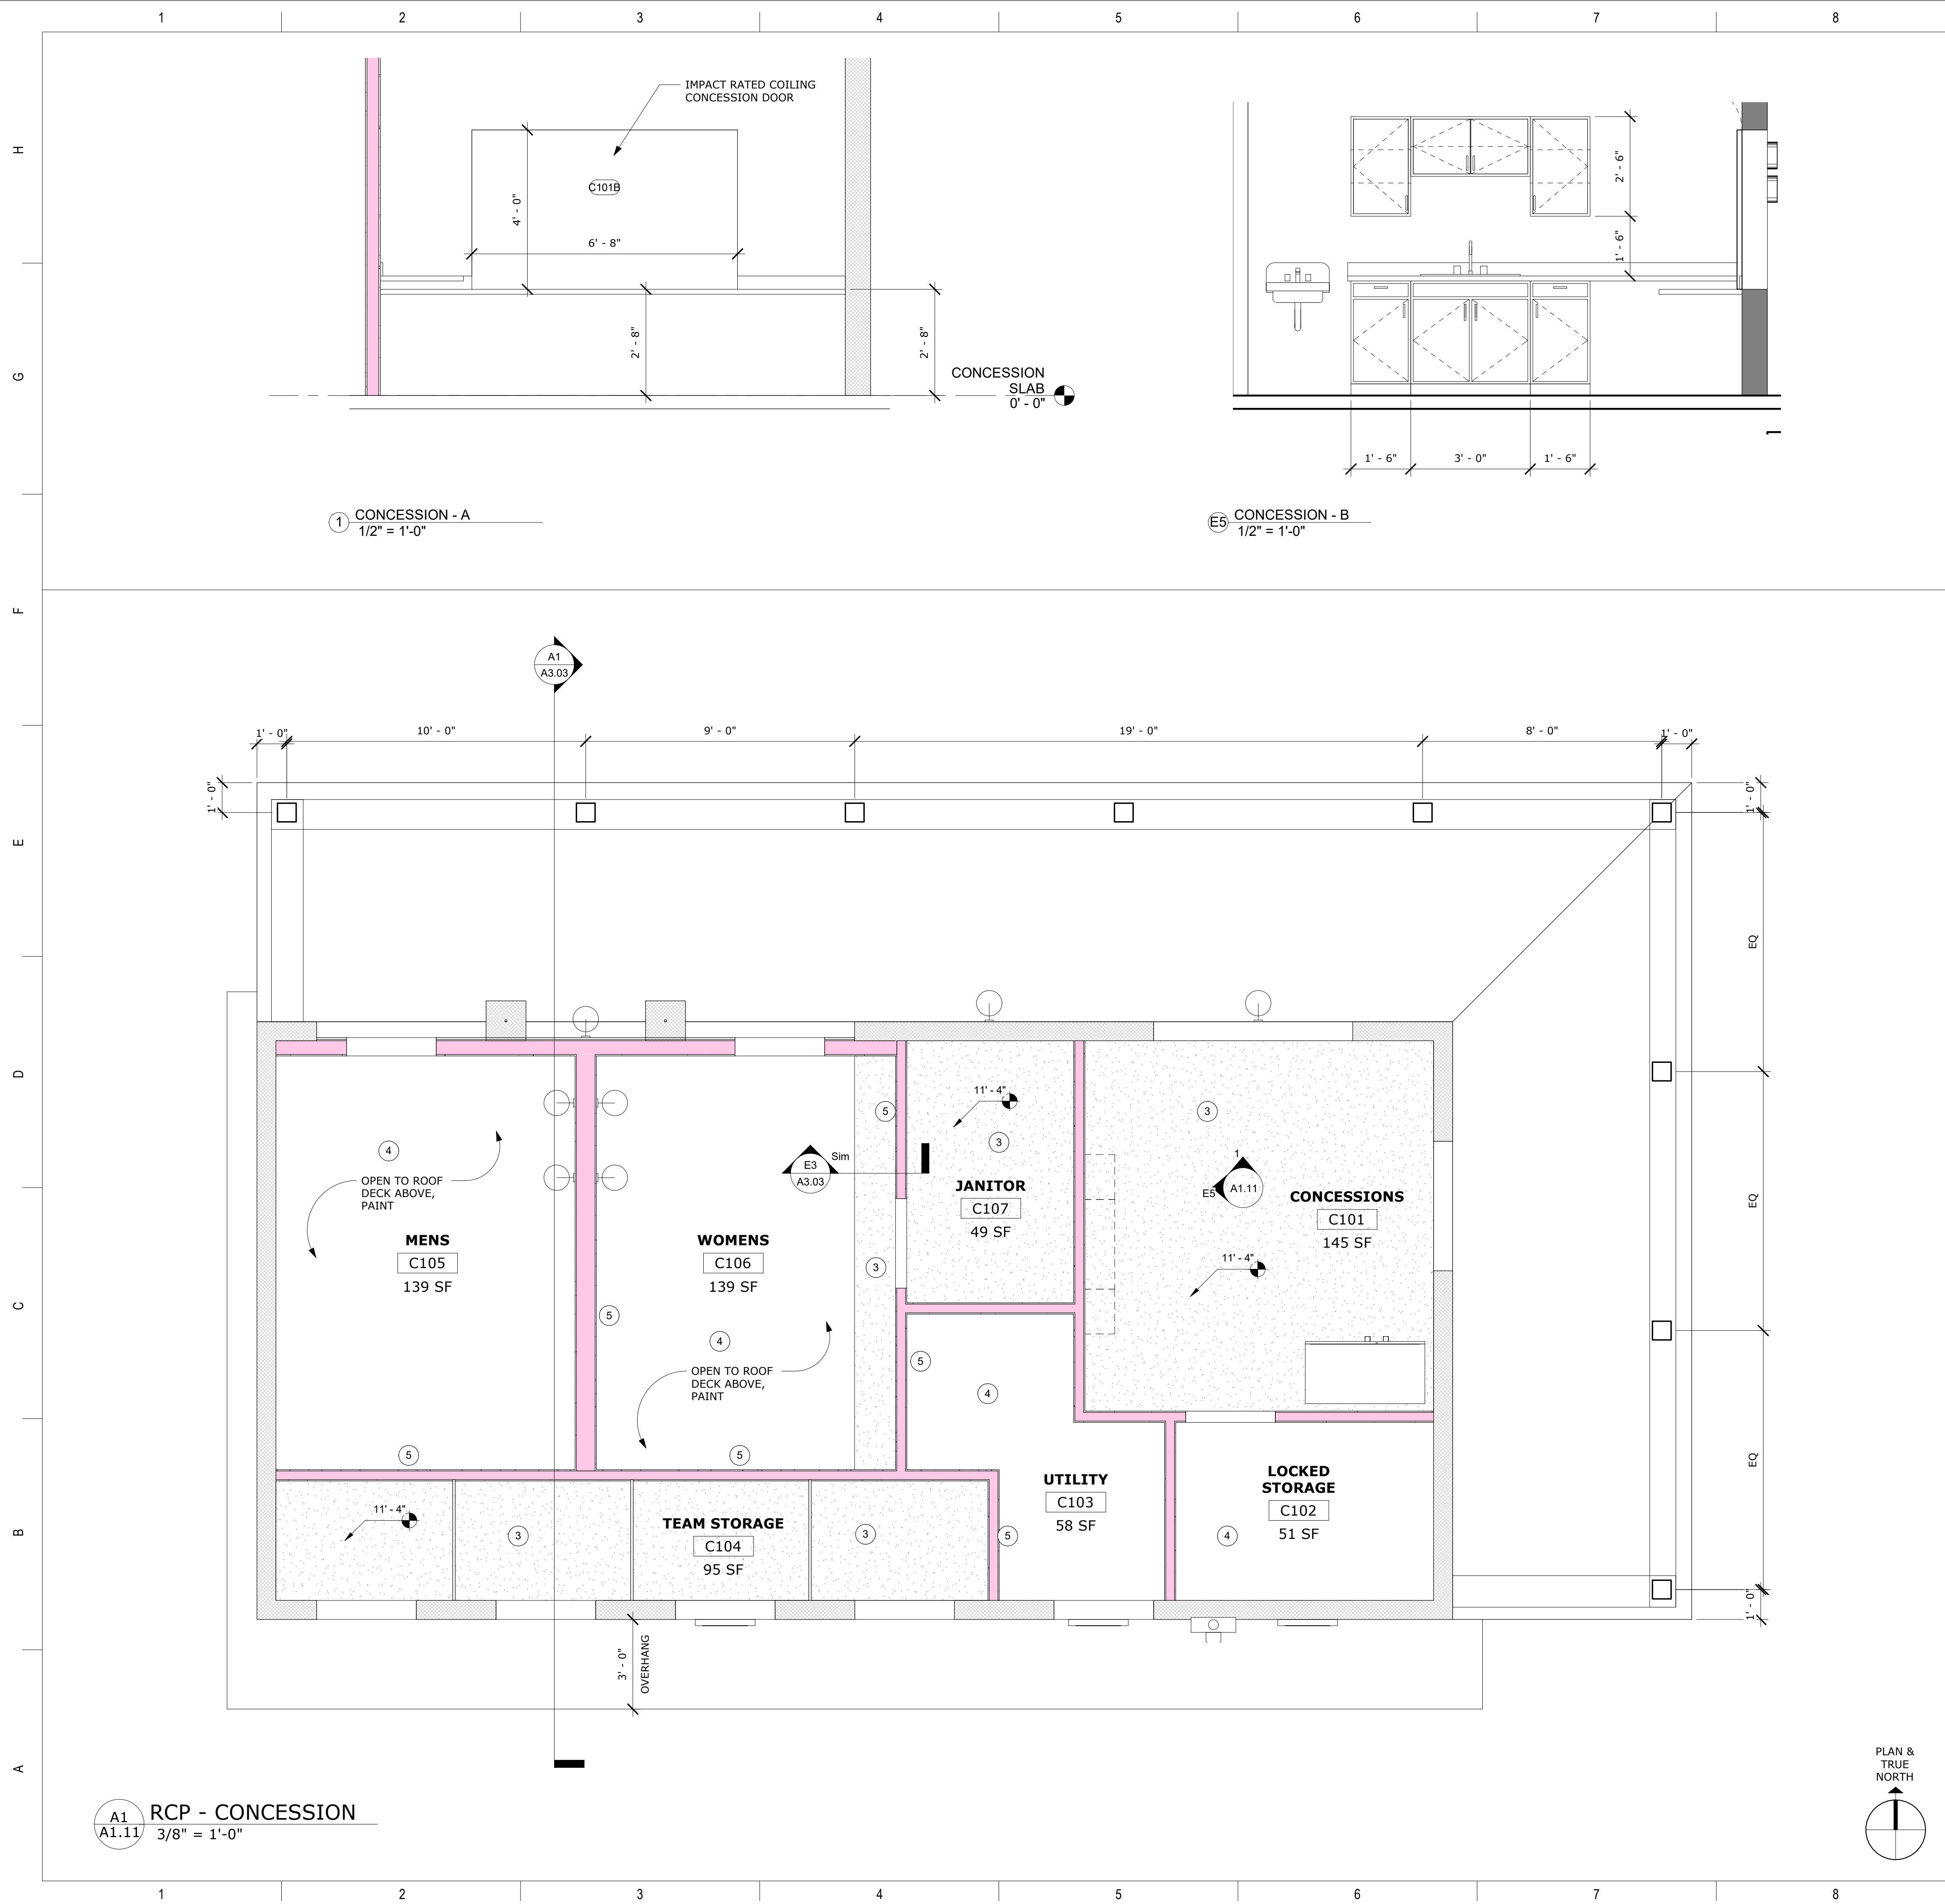 1 2 3 4 5 6 7 8
H
G
F
E
D
C
B
A
IMPACT RATED COILING
CONCESSION DOOR
C101B
4' - 0"
6' - 8"
2' - 8"
2' - 8"
CONCESSION
SLAB
0' - 0"
1
CONCESSION - A
1/2" = 1'-0"
2' - 6"
1' - 6"
1' - 6"
3' - 0"
1' - 6"
E5
CONCESSION - B
1/2" = 1'-0"
A1
A3.03
1' - 0"
10' - 0"
9' - 0"
19' - 0"
8' - 0"
1' - 0"
1' - 0"
1' - 0"
EQ
EQ
EQ
1' - 0"
4
OPEN TO ROOF
DECK ABOVE,
PAINT
MENS
C105
139 SF
5
WOMENS
C106
139 SF
5
4
OPEN TO ROOF
DECK ABOVE,
PAINT
5
E3
A3.03
Sim
5
3
11' - 4"
3
JANITOR
C107
49 SF
3
1
E5
A1.11
CONCESSIONS
C101
145 SF
11' - 4"
5
4
UTILITY
C103
58 SF
5
LOCKED
STORAGE
C102
51 SF
4
11' - 4"
3
TEAM STORAGE
C104
95 SF
3
3' - 0"
OVERHANG
A1
A1.11
RCP - CONCESSION
3/8" = 1'-0"
PLAN &
TRUE
NORTH
1 2 3 4 5 6 7 8